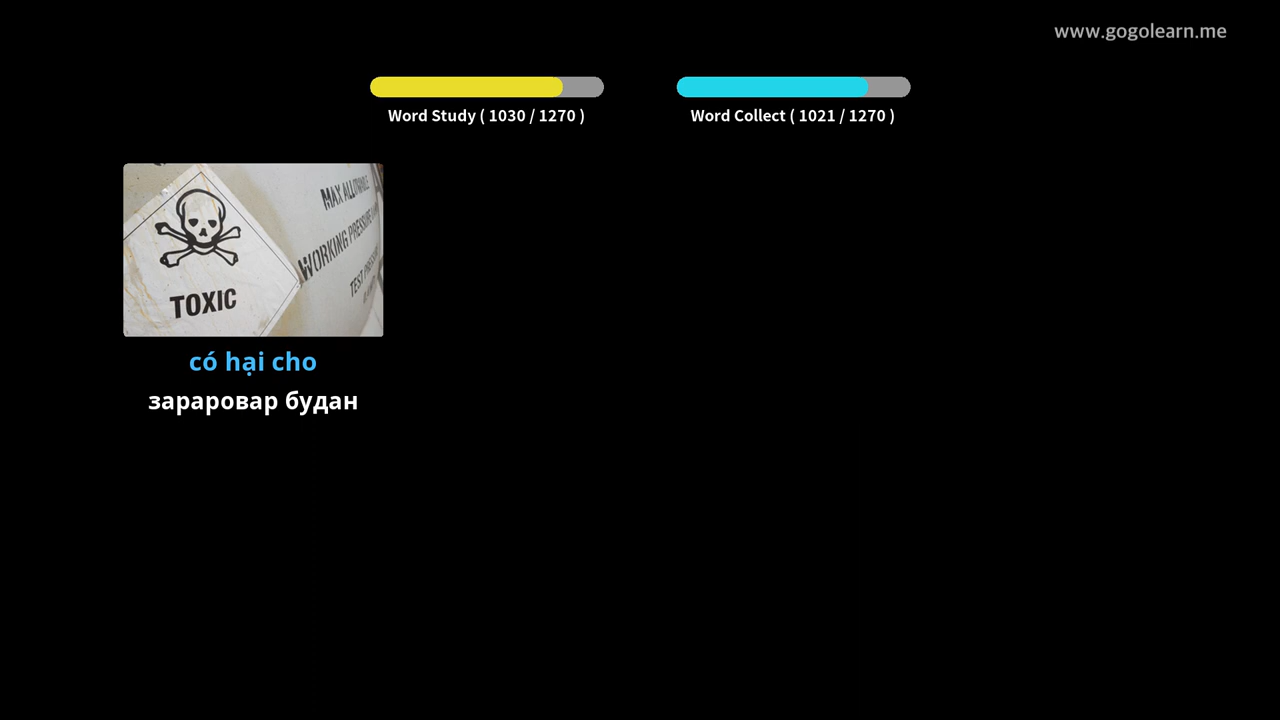 www.gogolearn.me
Word Study ( 1030 / 1270 )
Word Collect ( 1021 / 1270 )
MAX ALLOWABLE
WORKING PRESSURE
TEST
TOXIC
có hại cho
зараровар будан